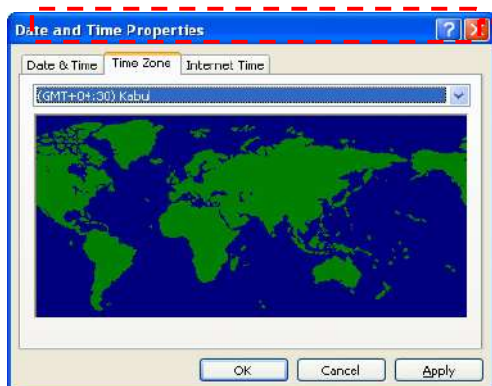 Date and Time Properties
Date & Time Time Zone Internet Time
(GMT+04:30) Kabul
OK Cancel Apply